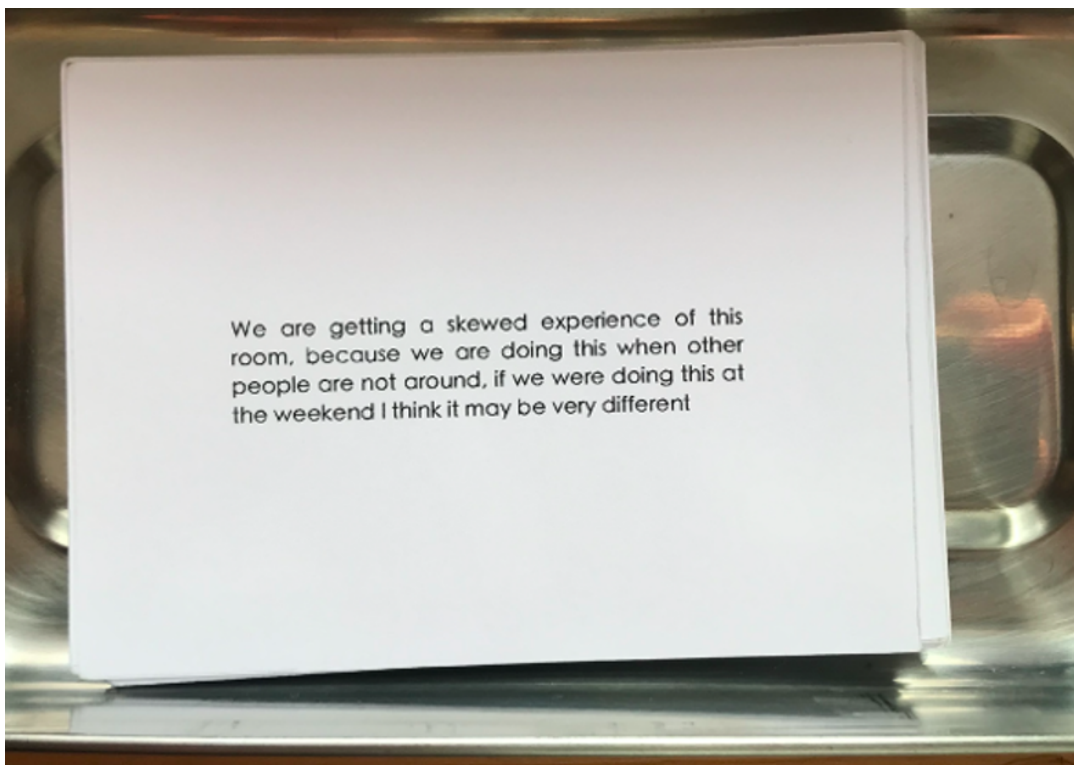 We are getting a skewed experience of this
room, because we are doing this when other
people are not around, if we were doing this at
the weekend I think it may be very different